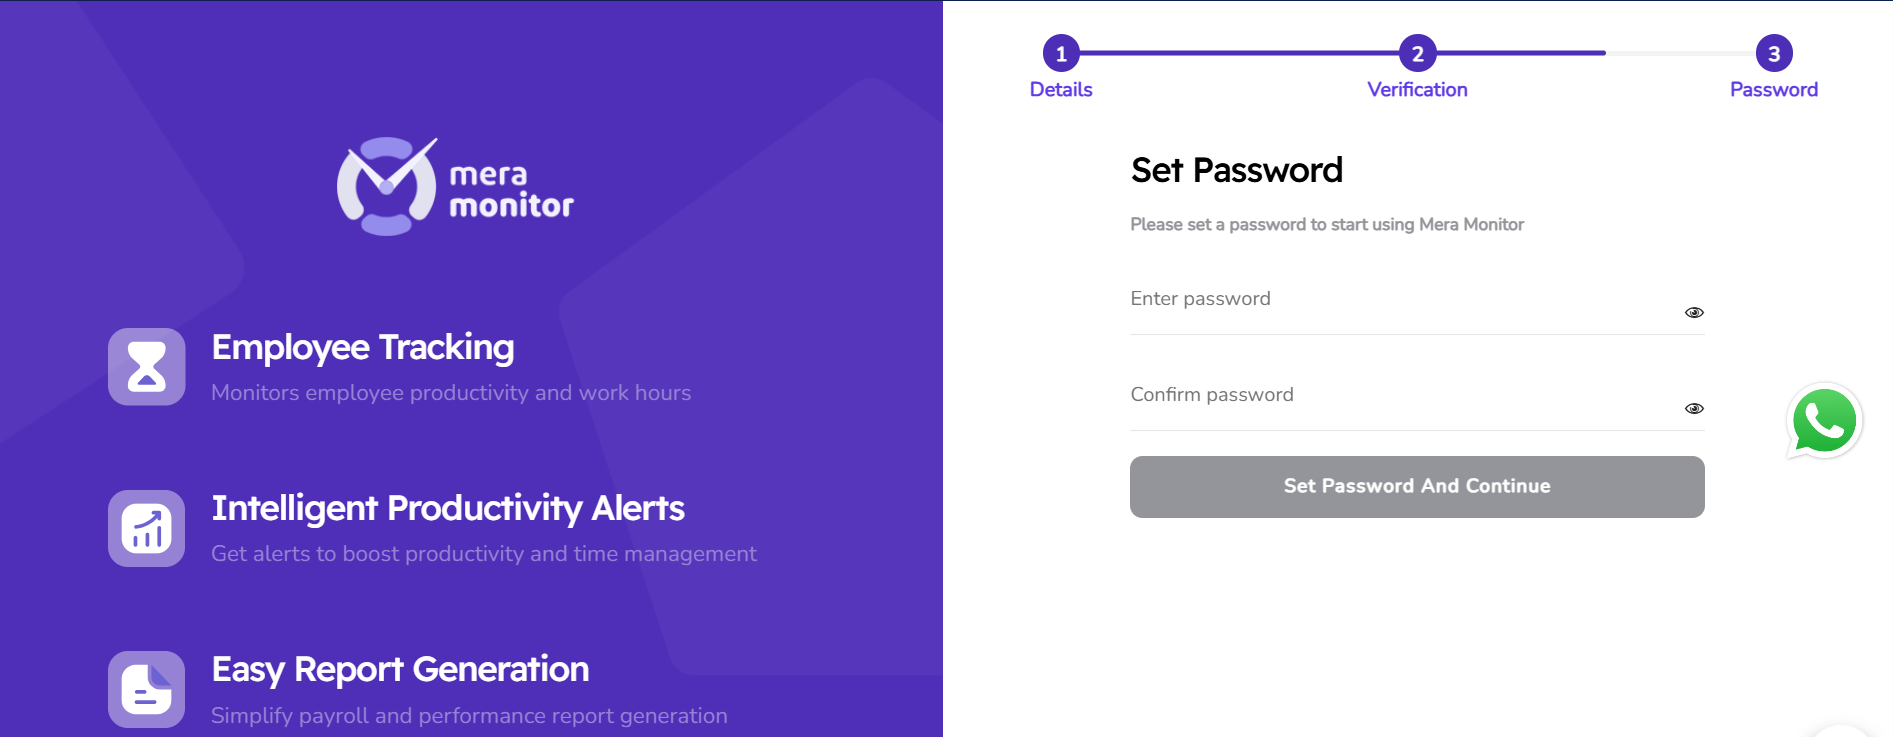 mera
monitor
Employee Tracking
Monitors employee productivity and work hours
Intelligent Productivity Alerts
Get alerts to boost productivity and time management
Easy Report Generation
Simplify payroll and performance report generation
1 2 3
Details Verification Password
Set Password
Please set a password to start using Mera Monitor
Enter password
Confirm password
Set Password And Continue